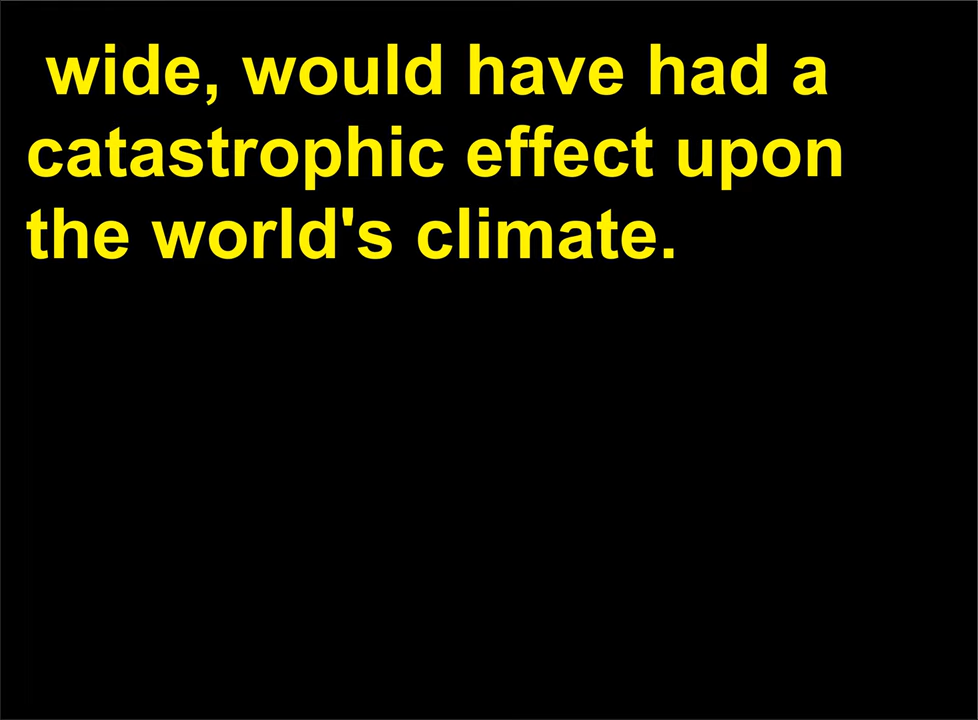 wide, would have had a
catastrophic effect upon
the world's climate.